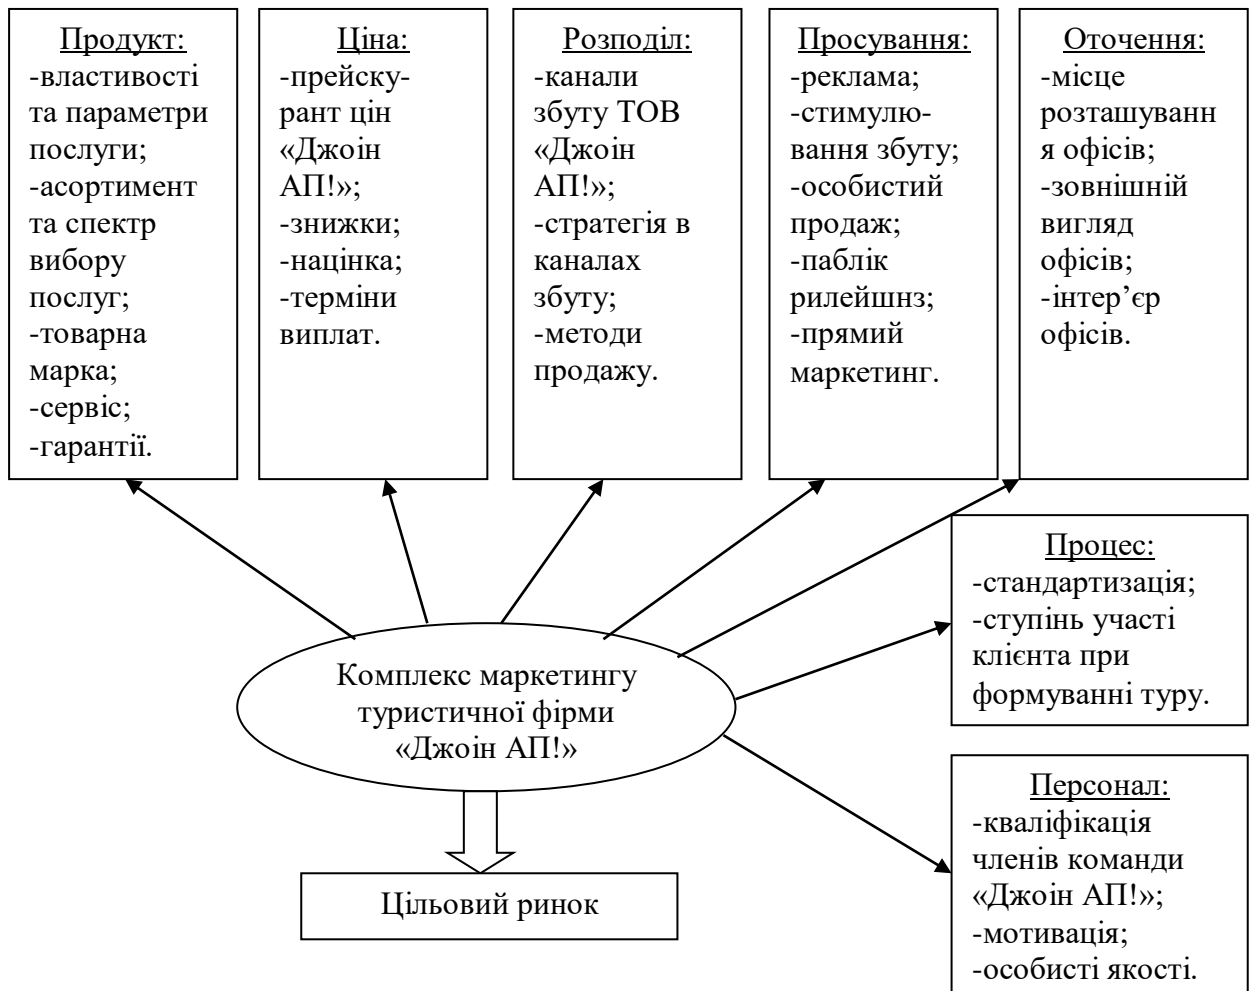 Продукт:
-властивості
та параметри
послуги;
-асортимент
та спектр
вибору
послуг;
-товарна
марка;
-сервіс;
-гарантії.
Ціна:
-прейску-
рант цін
«Джоін
АП!»;
-знижки;
-націнка;
-терміни
виплат.
Розподіл:
-канали
збуту ТОВ
«Джоін
АП!»;
-стратегія в
каналах
збуту;
-методи
продажу.
Просування:
-реклама;
-стимулю-
вання збуту;
-особистий
продаж;
-паблік
рилейшнз;
-прямий
маркетинг.
Оточення:
-місце
розташуванн
я офісів;
-зовнішній
вигляд
офісів;
-інтер’єр
офісів.
Процес:
-стандартизація;
-ступінь участі
клієнта при
формуванні туру.
Комплекс маркетингу
туристичної фірми
«Джоін АП!»
Персонал:
-кваліфікація
членів команди
«Джоін АП!»;
-мотивація;
-особисті якості.
Цільовий ринок